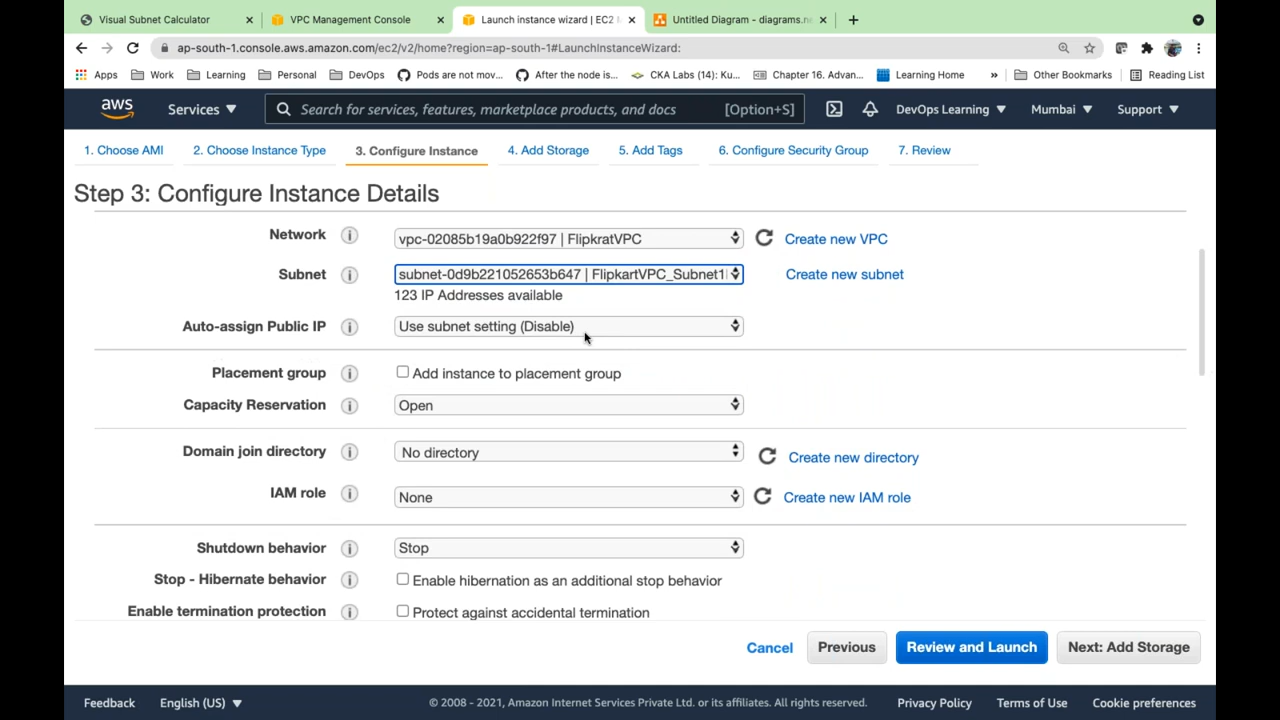 Visual Subnet Calculator
VPC Management Console
Launch instance wizard | EC2
Untitled Diagram - diagrams.ne
ap-south-1.console.aws.amazon.com/ec2/v2/home?region=ap-south-1#LaunchInstanceWizard:
Apps Work Learning Personal DevOps Pods are not mov... After the node is... CKA Labs (14): Ku... Chapter 16. Advan... Learning Home » Other Bookmarks Reading List
aws Services Search for services, features, marketplace products, and docs [Option+S] DevOps Learning Mumbai Support
1. Choose AMI 2. Choose Instance Type 3. Configure Instance 4. Add Storage 5. Add Tags 6. Configure Security Group 7. Review
Step 3: Configure Instance Details
Network vpc-02085b19a0b922f97 | FlipkratVPC Create new VPC
Subnet subnet-0d9b221052653b647 | FlipkartVPC_Subnet1 Create new subnet
123 IP Addresses available
Auto-assign Public IP Use subnet setting (Disable)
Placement group Add instance to placement group
Capacity Reservation Open
Domain join directory No directory Create new directory
IAM role None Create new IAM role
Shutdown behavior Stop
Stop - Hibernate behavior Enable hibernation as an additional stop behavior
Enable termination protection Protect against accidental termination
Cancel Previous Review and Launch Next: Add Storage
Feedback English (US) © 2008 - 2021, Amazon Internet Services Private Ltd. or its affiliates. All rights reserved. Privacy Policy Terms of Use Cookie preferences